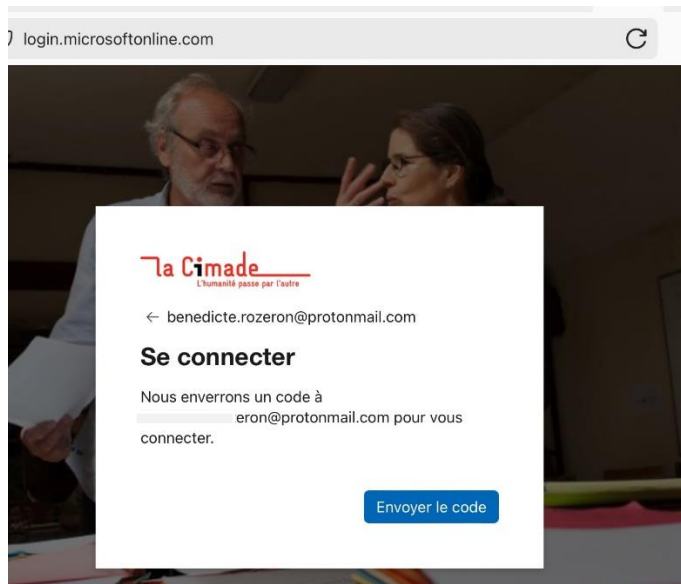 login.microsoftonline.com
la Cimade
L'humanité passe par l'autre
← benedicte.rozeron@protonmail.com
Se connecter
Nous enverrons un code à
eron@protonmail.com pour vous
connecter.
Envoyer le code